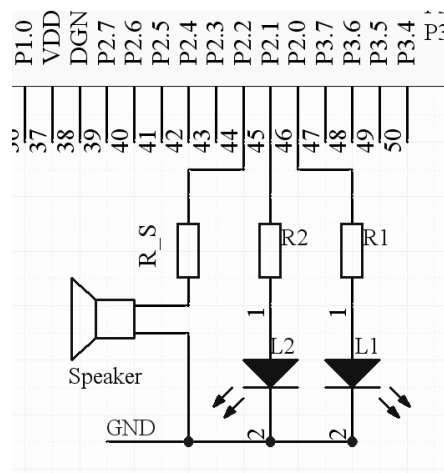 P1.0 VDD DGN P2.7 P2.6 P2.5 P2.4 P2.3 P2.2 P2.1 P2.0 P3.7 P3.6 P3.5 P3.4 P3
37 38 39 40 41 42 43 44 45 46 47 48 49 50
R_S R2 R1
1 1
L2 L1
Speaker
GND
2 2